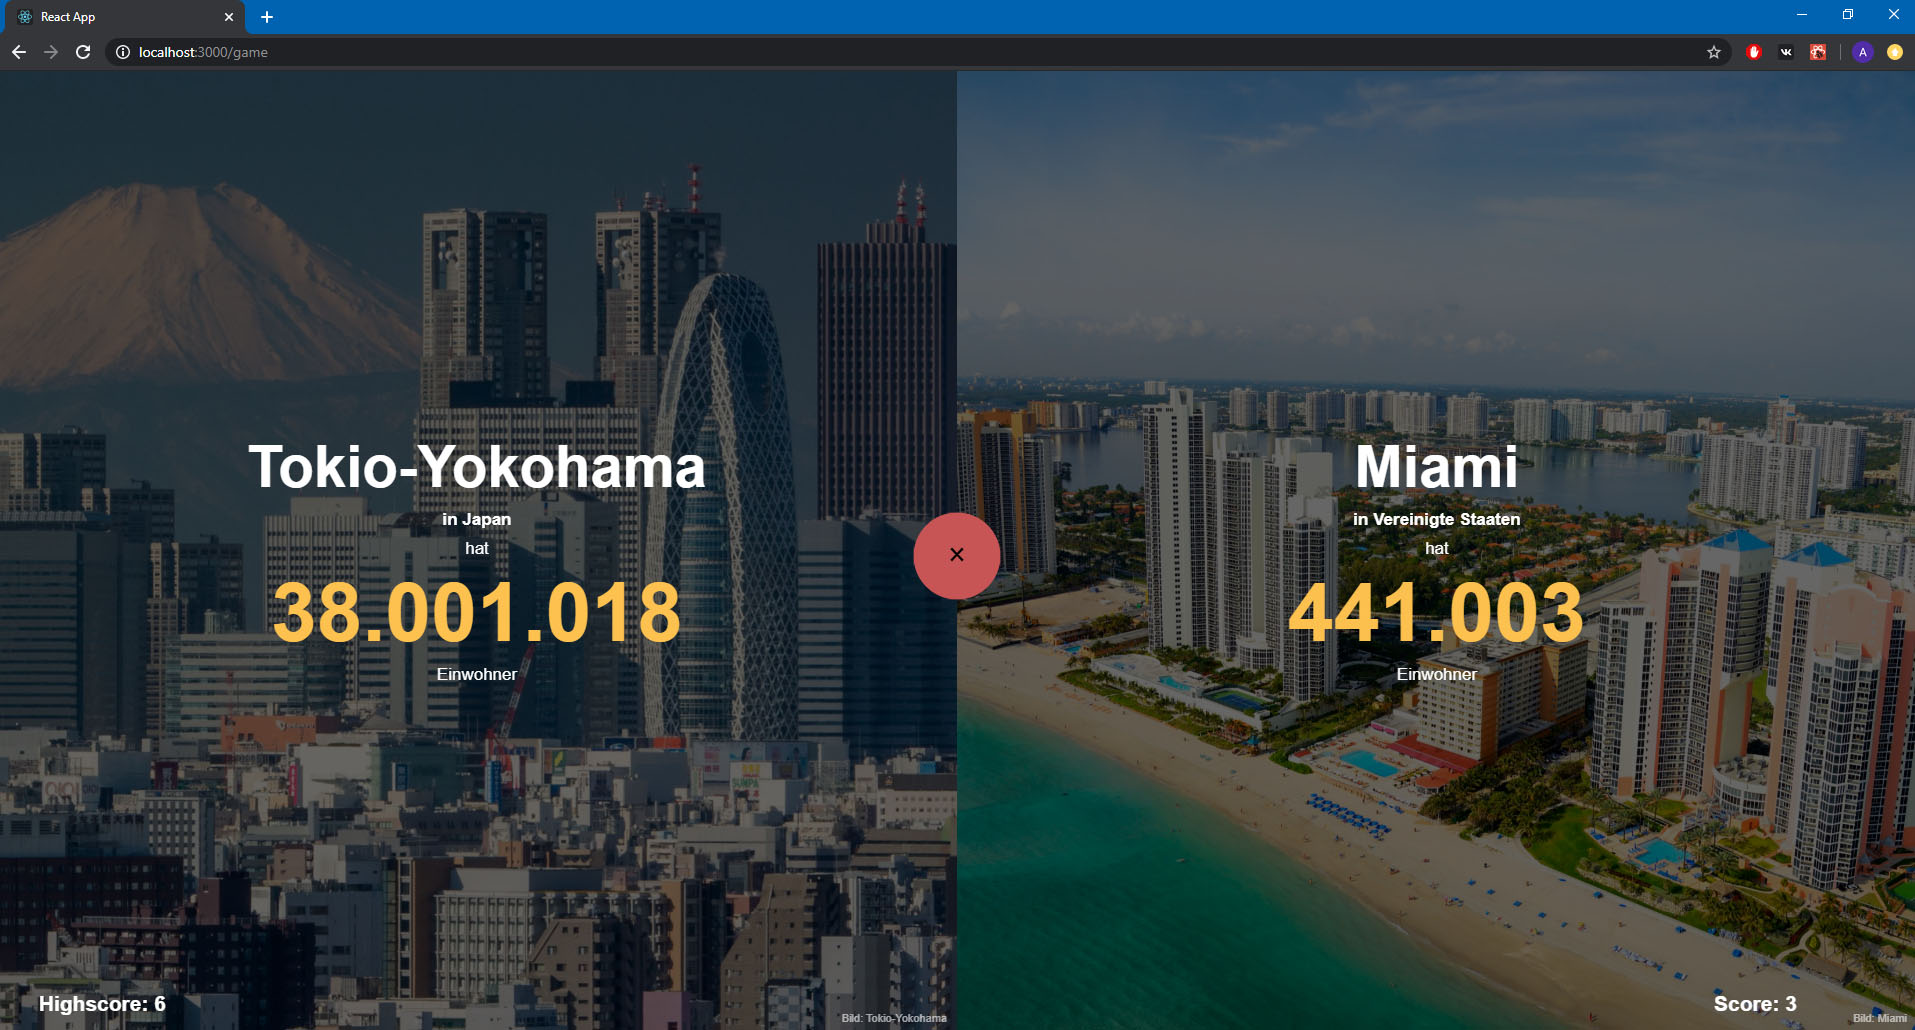 React App
localhost:3000/game
A
Tokio-Yokohama
in Japan
hat
38.001.018
Einwohner
Miami
in Vereinigte Staaten
hat
441.003
Einwohner
Highscore: 6
Bild: Tokio-Yokohama
Score: 3
Bild: Miami